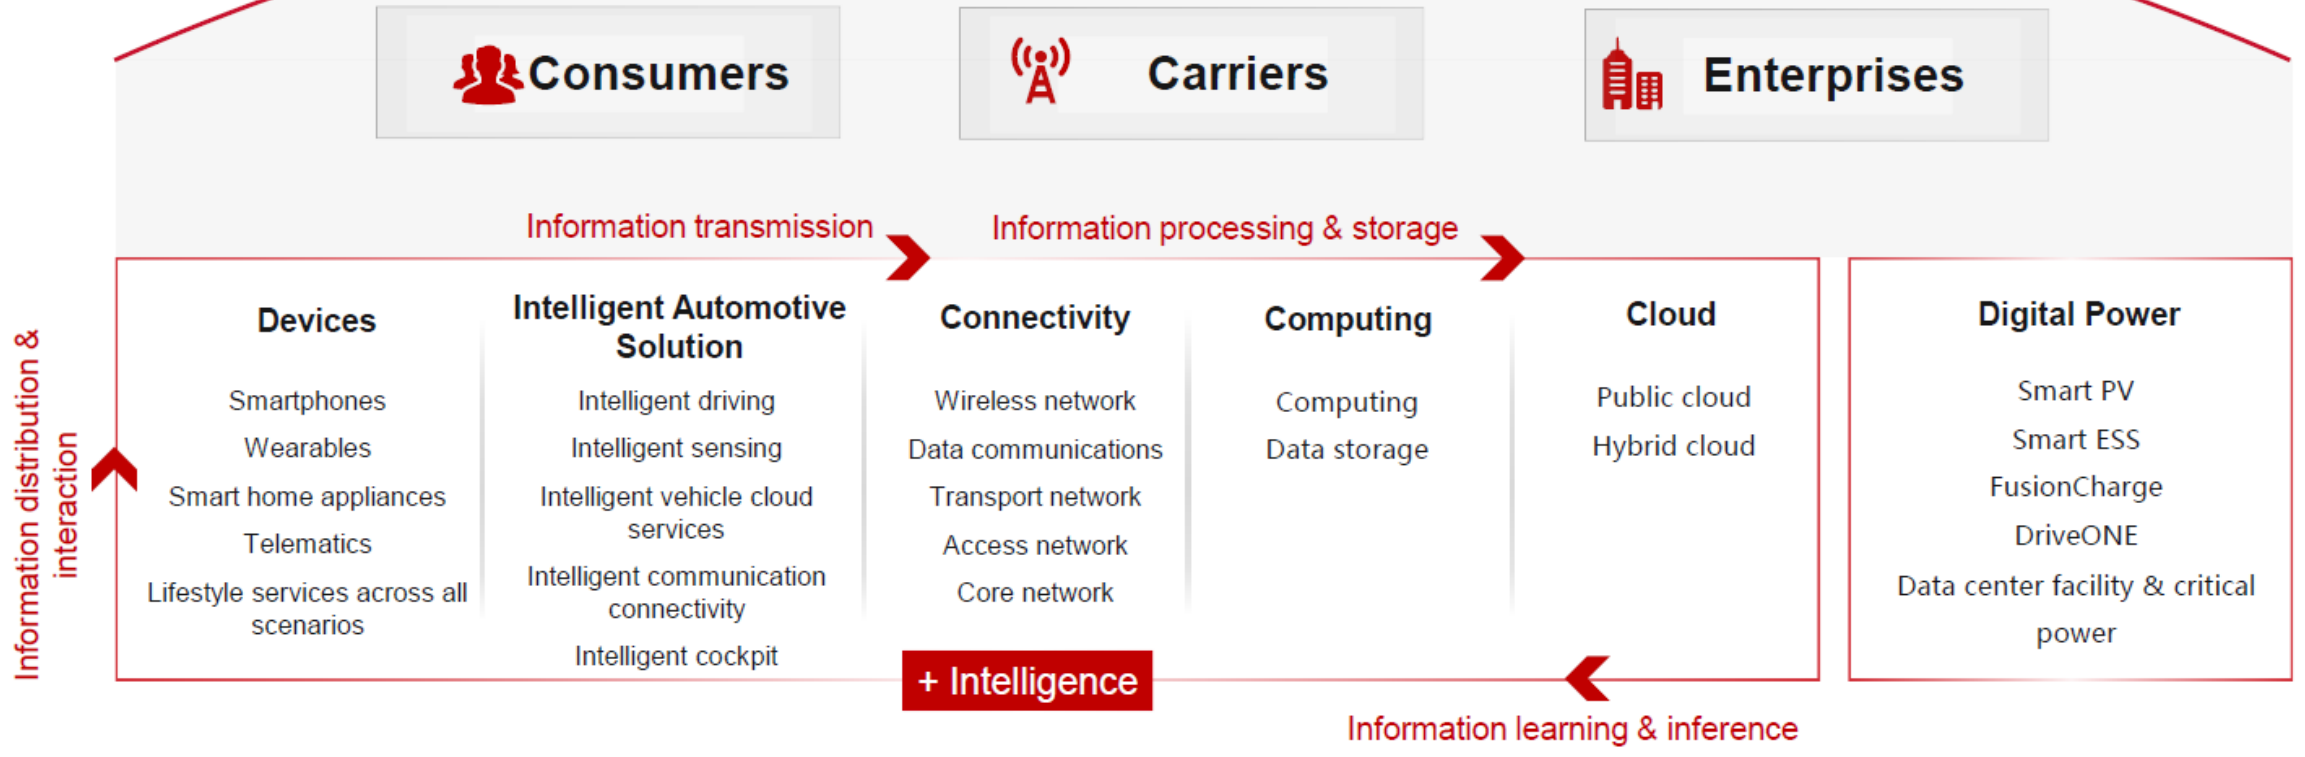 Consumers
Carriers
Enterprises
Information transmission
Information processing & storage
Information distribution &
interaction
Devices
Smartphones
Wearables
Smart home appliances
Telematics
Lifestyle services across all
scenarios
Intelligent Automotive
Solution
Intelligent driving
Intelligent sensing
Intelligent vehicle cloud
services
Intelligent communication
connectivity
Intelligent cockpit
Connectivity
Wireless network
Data communications
Transport network
Access network
Core network
Computing
Computing
Data storage
Cloud
Public cloud
Hybrid cloud
Digital Power
Smart PV
Smart ESS
FusionCharge
DriveONE
Data center facility & critical
power
+ Intelligence
Information learning & inference